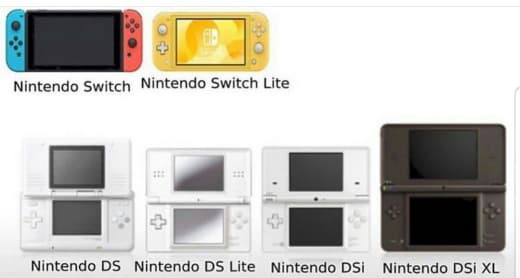 Nintendo Switch
Nintendo Switch Lite
Nintendo DS
Nintendo DS Lite
Nintendo DSi
Nintendo DSi XL